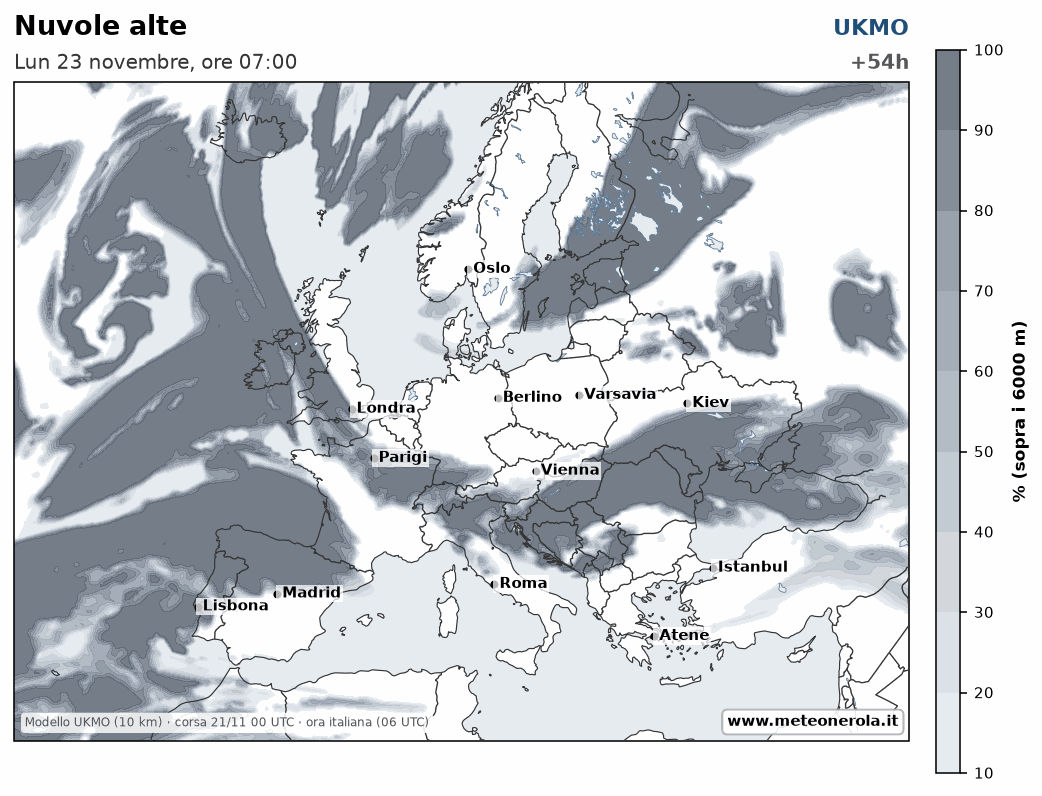 Nuvole alte
UKMO
Lun 23 novembre, ore 07:00
+54h
100
90
80
70
60
50
40
30
20
10
% (sopra i 6000 m)
Oslo
Londra
Berlino
Varsavia
Kiev
Parigi
Vienna
Istanbul
Roma
Madrid
Lisbona
Atene
Modello UKMO (10 km) · corsa 21/11 00 UTC · ora italiana (06 UTC)
www.meteonerola.it